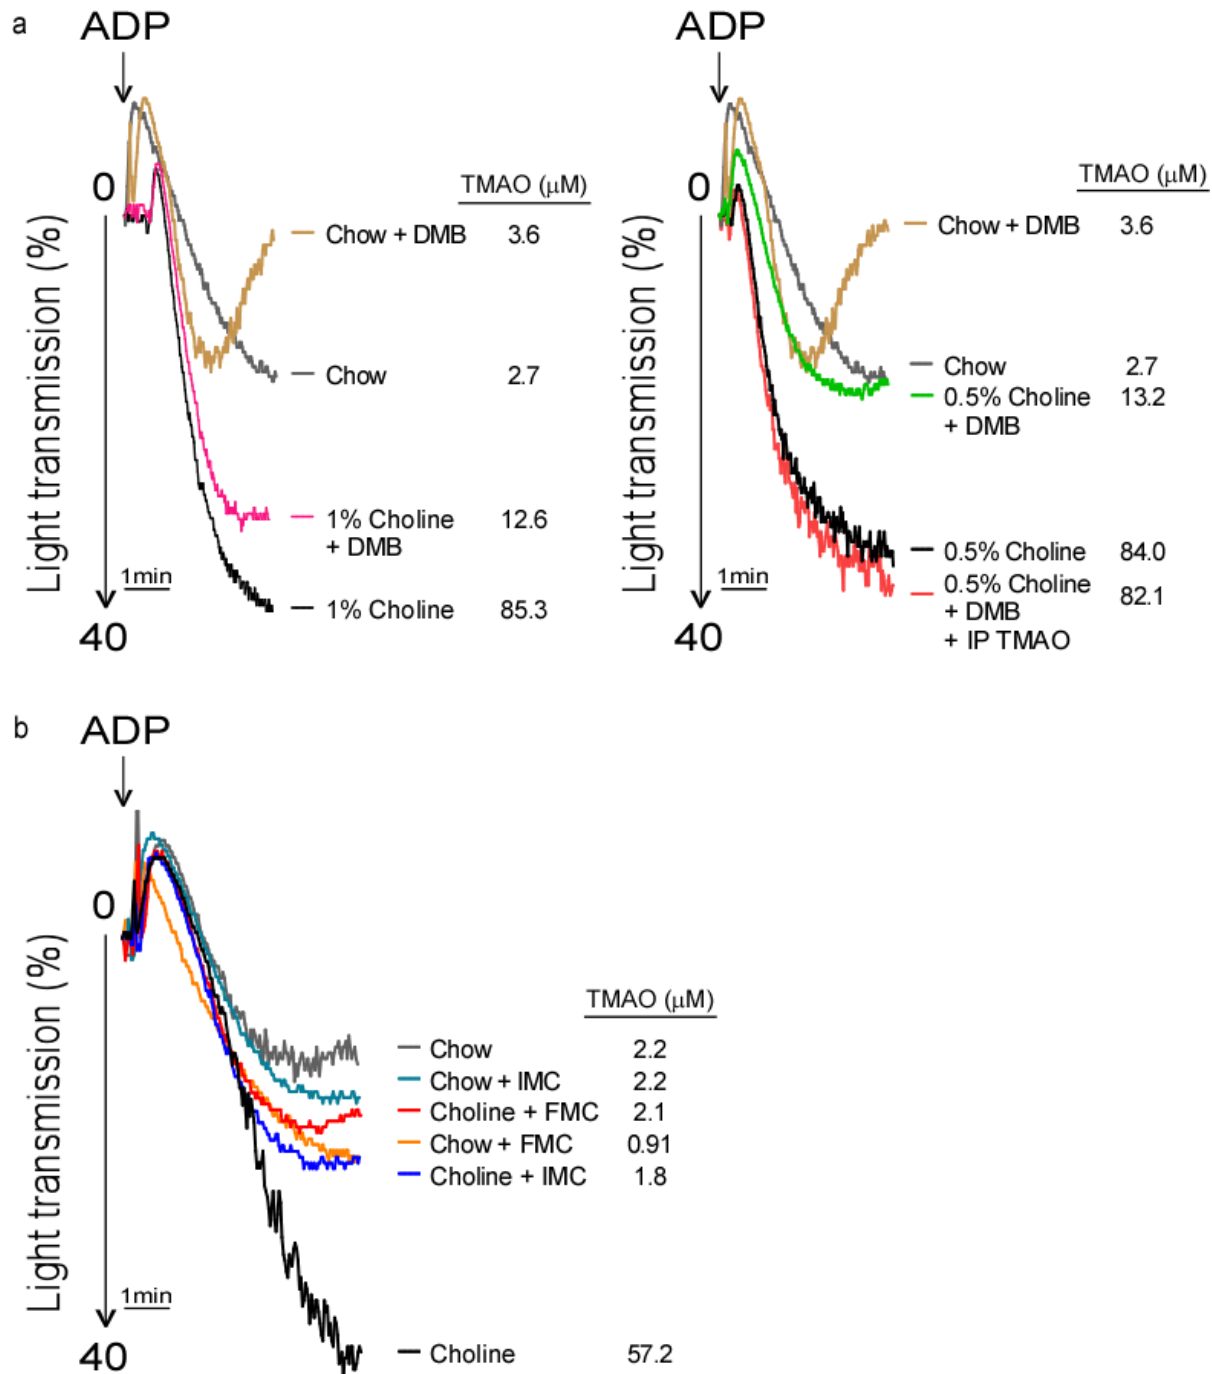 a
ADP
0
Light transmission (%)
40
1min
TMAO (µM)
Chow + DMB 3.6
Chow 2.7
1% Choline 12.6
+ DMB
1% Choline 85.3
ADP
0
Light transmission (%)
40
1min
TMAO (µM)
Chow + DMB 3.6
Chow 2.7
0.5% Choline 13.2
+ DMB
0.5% Choline 84.0
0.5% Choline
+ DMB 82.1
+ IP TMAO
b
ADP
0
Light transmission (%)
40
1min
TMAO (µM)
Chow 2.2
Chow + IMC 2.2
Choline + FMC 2.1
Chow + FMC 0.91
Choline + IMC 1.8
Choline 57.2